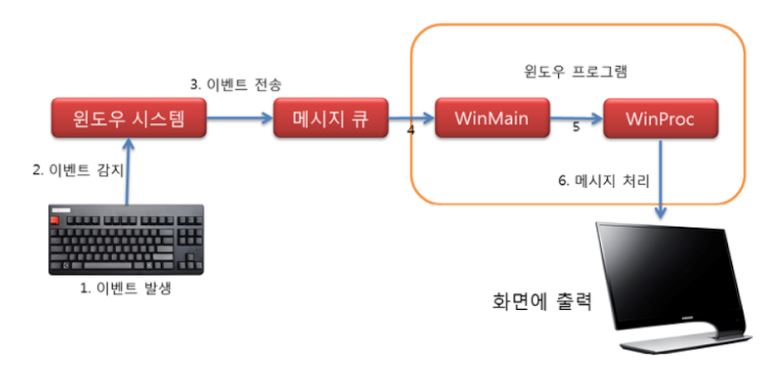 윈도우 프로그램
3. 이벤트 전송
윈도우 시스템
메시지 큐
4
WinMain
5
WinProc
2. 이벤트 감지
6. 메시지 처리
1. 이벤트 발생
화면에 출력